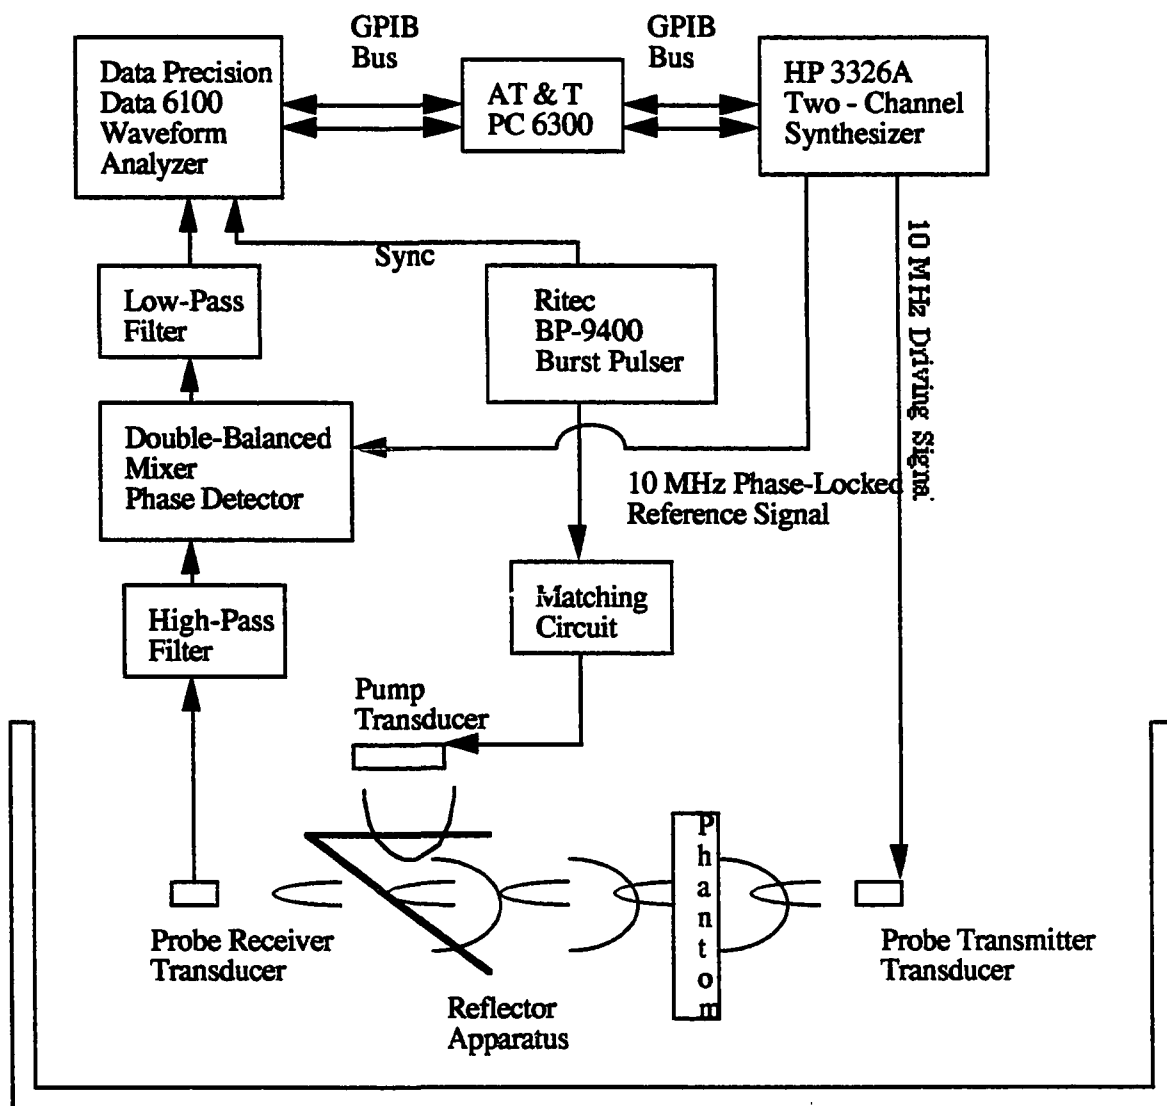 GPIB
Bus
GPIB
Bus
Data Precision
Data 6100
Waveform
Analyzer
AT & T
PC 6300
HP 3326A
Two - Channel
Synthesizer
Sync
10 MHz Driving Signal
Low-Pass
Filter
Ritec
BP-9400
Burst Pulser
Double-Balanced
Mixer
Phase Detector
10 MHz Phase-Locked
Reference Signal
High-Pass
Filter
Matching
Circuit
Pump
Transducer
Phantom
Probe Receiver
Transducer
Probe Transmitter
Transducer
Reflector
Apparatus